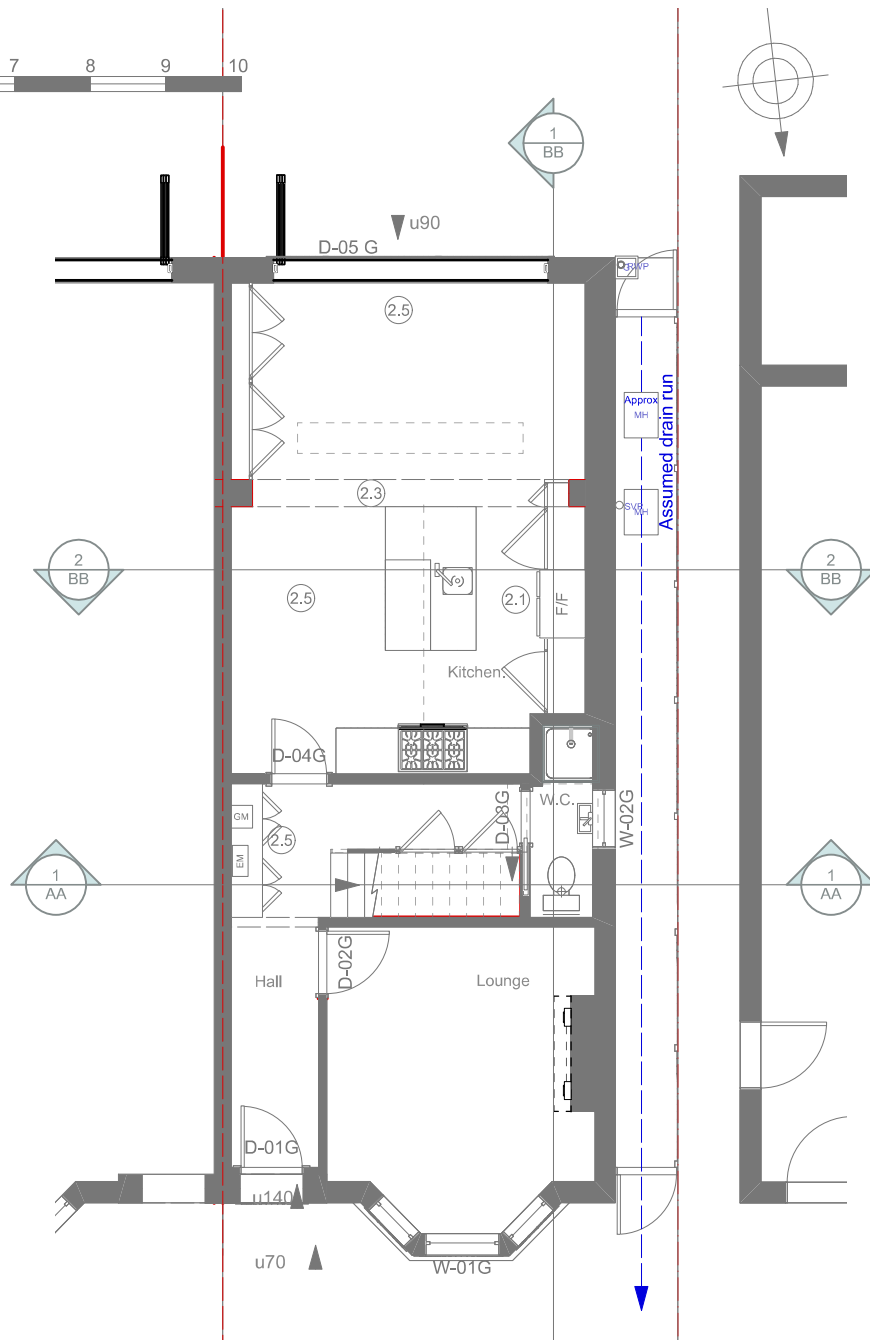 7 8 9 10
1
BB
u90
D-05 G
RWP
2.5
Approx
MH
Assumed drain run
2.3
SVP
MH
2
BB
2
BB
2.5
2.1
F/F
Kitchen.
D-04G
W.C.
D-08G
W-02G
GM
2.5
EM
1
AA
1
AA
D-02G
Hall
Lounge
D-01G
u140
u70
W-01G